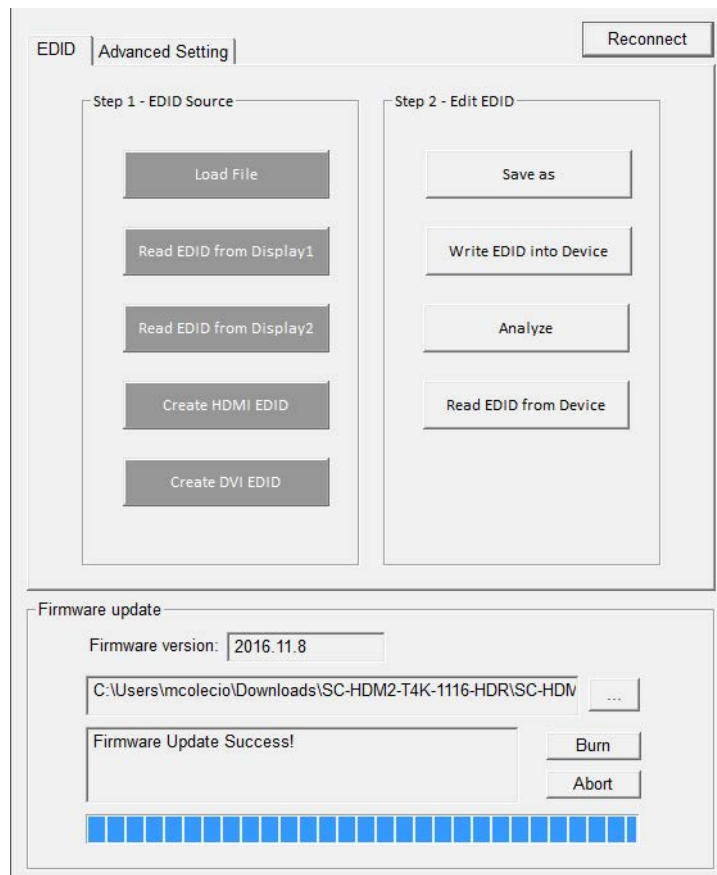 Reconnect
EDID
Advanced Setting
Step 1 - EDID Source
Load File
Read EDID from Display1
Read EDID from Display2
Create HDMI EDID
Create DVI EDID
Step 2 - Edit EDID
Save as
Write EDID into Device
Analyze
Read EDID from Device
Firmware update
Firmware version: 2016.11.8
C:\Users\mcolecio\Downloads\SC-HDM2-T4K-1116-HDR\SC-HDM ...
Firmware Update Success!
Burn
Abort